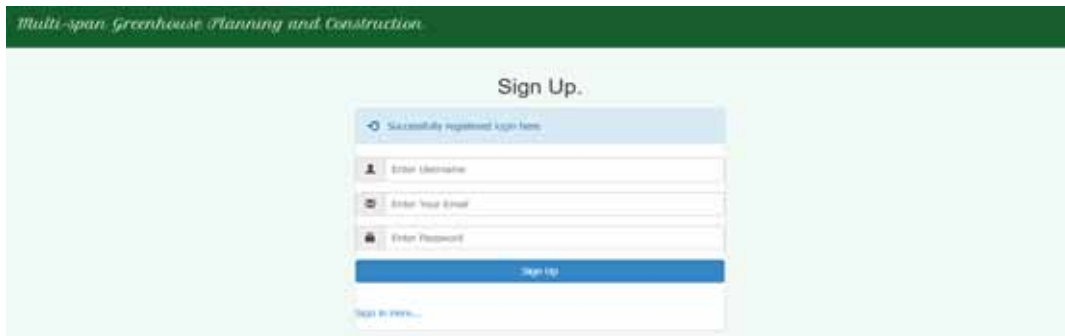 Multi-span Greenhouse Planning and Construction
Sign Up.
Successfully registered login here
Enter Username
Enter Your Email
Enter Password
Sign Up
Sign In Here...